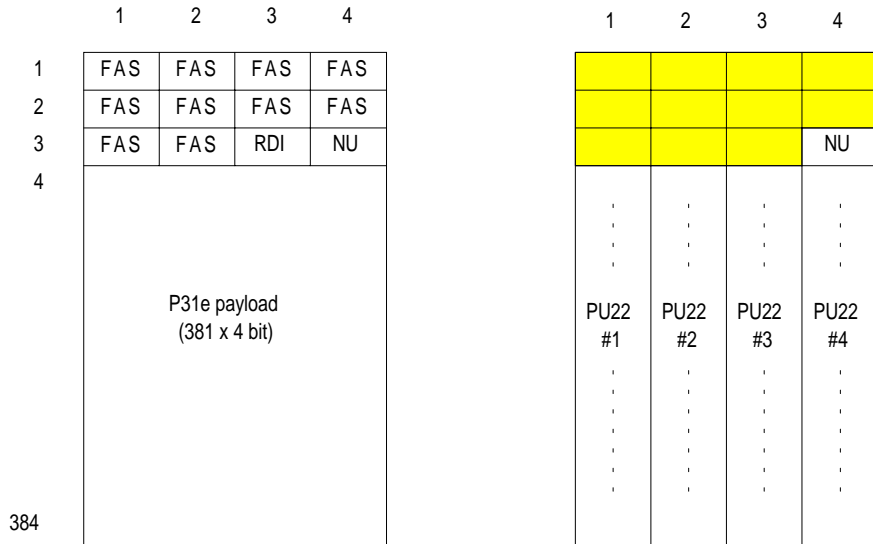 1 2 3 4 1 2 3 4
1 FAS FAS FAS FAS
2 FAS FAS FAS FAS
3 FAS FAS RDI NU NU
4
P31e payload PU22 PU22 PU22 PU22
(381 x 4 bit) #1 #2 #3 #4
384